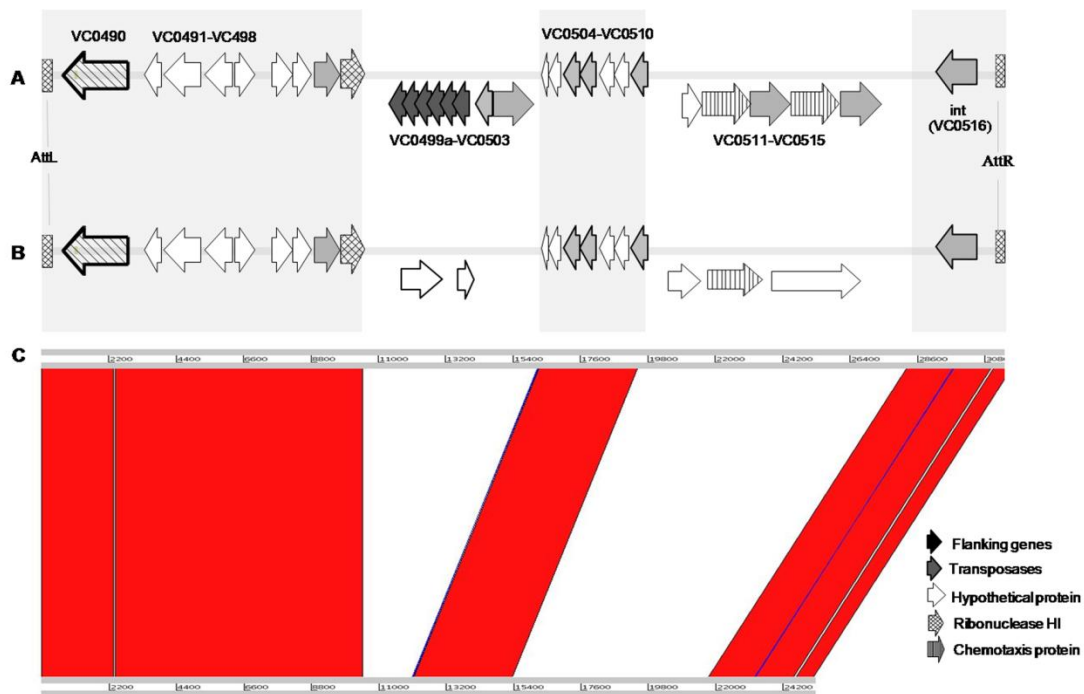 VC0490
VC0491-VC498
VC0504-VC0510
A
VC0499a-VC0503
VC0511-VC0515
int
(VC0516)
AttL
AttR
B
C
2200 4400 6600 8800 11000 13200 15400 17600 19800 22000 24200 26400 28600 3080
Flanking genes
Transposases
Hypothetical protein
Ribonuclease HI
Chemotaxis protein
2200 4400 6600 8800 11000 13200 15400 17600 19800 22000 24200